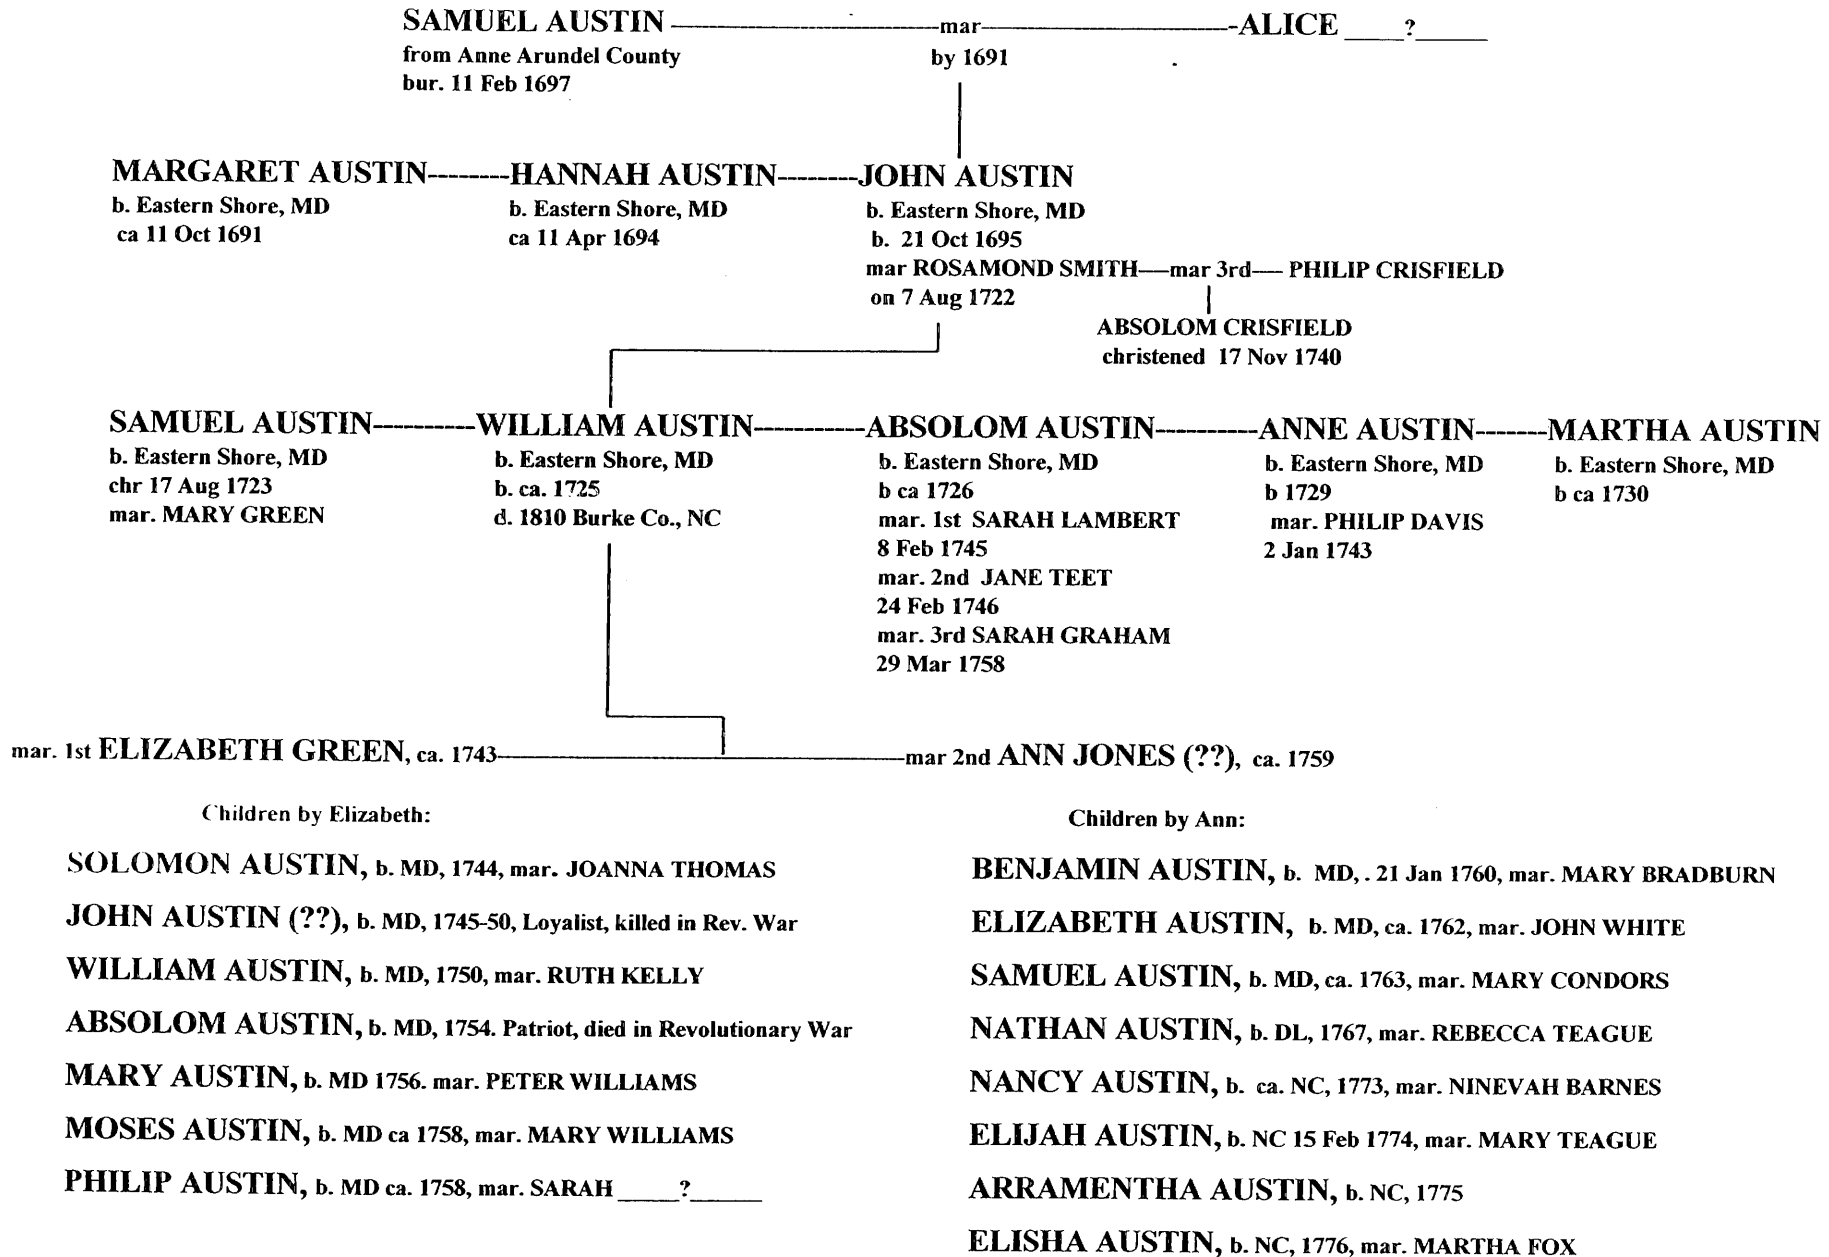 SAMUEL AUSTIN mar ALICE ____?____
from Anne Arundel County by 1691
bur. 11 Feb 1697
MARGARET AUSTIN--------HANNAH AUSTIN--------JOHN AUSTIN
b. Eastern Shore, MD
ca 11 Oct 1691
b. Eastern Shore, MD
ca 11 Apr 1694
b. Eastern Shore, MD
b. 21 Oct 1695
mar ROSAMOND SMITH—mar 3rd— PHILIP CRISFIELD
on 7 Aug 1722
ABSOLOM CRISFIELD
christened 17 Nov 1740
SAMUEL AUSTIN----------WILLIAM AUSTIN-----------ABSOLOM AUSTIN----------ANNE AUSTIN-------MARTHA AUSTIN
b. Eastern Shore, MD
chr 17 Aug 1723
mar. MARY GREEN
b. Eastern Shore, MD
b. ca. 1725
d. 1810 Burke Co., NC
b. Eastern Shore, MD
b ca 1726
mar. 1st SARAH LAMBERT
8 Feb 1745
mar. 2nd JANE TEET
24 Feb 1746
mar. 3rd SARAH GRAHAM
29 Mar 1758
b. Eastern Shore, MD
b 1729
mar. PHILIP DAVIS
2 Jan 1743
b. Eastern Shore, MD
b ca 1730
mar. 1st ELIZABETH GREEN, ca. 1743 mar 2nd ANN JONES (??), ca. 1759
Children by Elizabeth:
SOLOMON AUSTIN, b. MD, 1744, mar. JOANNA THOMAS
JOHN AUSTIN (??), b. MD, 1745-50, Loyalist, killed in Rev. War
WILLIAM AUSTIN, b. MD, 1750, mar. RUTH KELLY
ABSOLOM AUSTIN, b. MD, 1754. Patriot, died in Revolutionary War
MARY AUSTIN, b. MD 1756. mar. PETER WILLIAMS
MOSES AUSTIN, b. MD ca 1758, mar. MARY WILLIAMS
PHILIP AUSTIN, b. MD ca. 1758, mar. SARAH _____?_____
Children by Ann:
BENJAMIN AUSTIN, b. MD, . 21 Jan 1760, mar. MARY BRADBURN
ELIZABETH AUSTIN, b. MD, ca. 1762, mar. JOHN WHITE
SAMUEL AUSTIN, b. MD, ca. 1763, mar. MARY CONDORS
NATHAN AUSTIN, b. DL, 1767, mar. REBECCA TEAGUE
NANCY AUSTIN, b. ca. NC, 1773, mar. NINEVAH BARNES
ELIJAH AUSTIN, b. NC 15 Feb 1774, mar. MARY TEAGUE
ARRAMENTHA AUSTIN, b. NC, 1775
ELISHA AUSTIN, b. NC, 1776, mar. MARTHA FOX